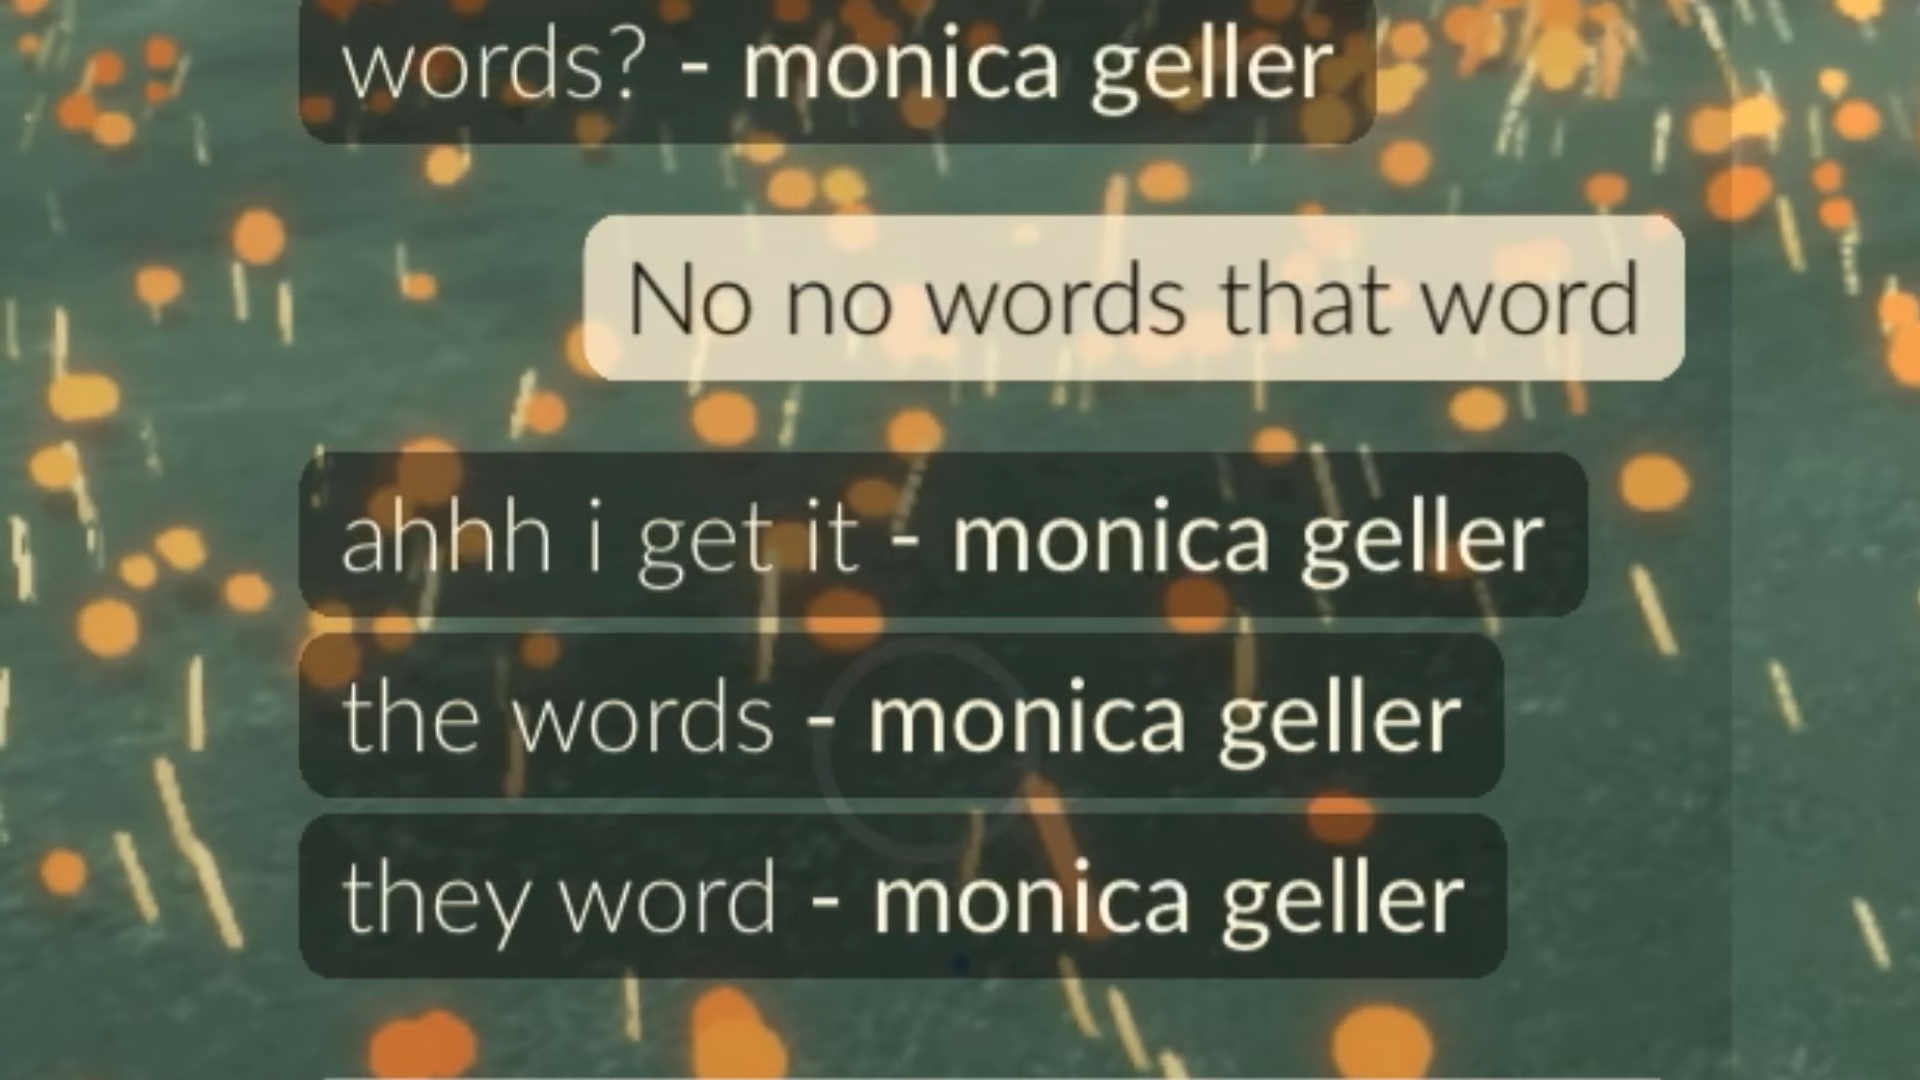 words? - monica geller
No no words that word
ahhh i get it - monica geller
the words - monica geller
they word - monica geller